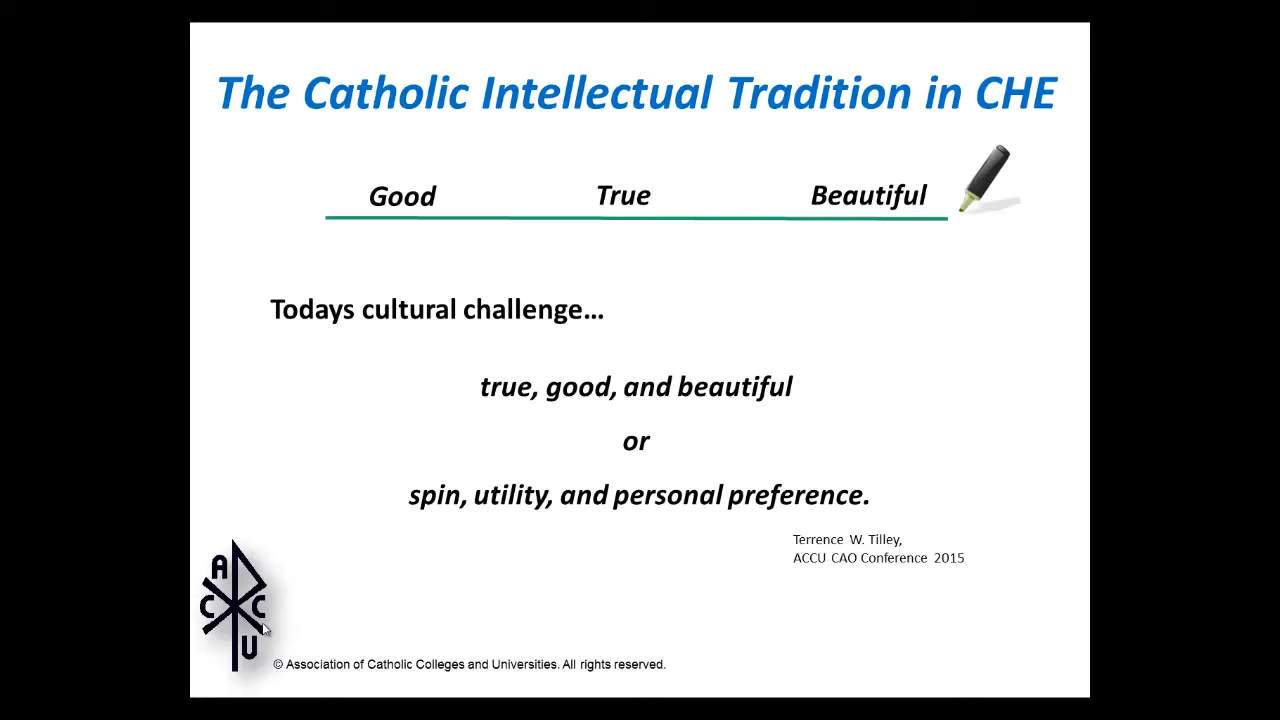 The Catholic Intellectual Tradition in CHE
Good True Beautiful
Todays cultural challenge…
true, good, and beautiful
or
spin, utility, and personal preference.
Terrence W. Tilley,
ACCU CAO Conference 2015
A
C C
U
© Association of Catholic Colleges and Universities. All rights reserved.